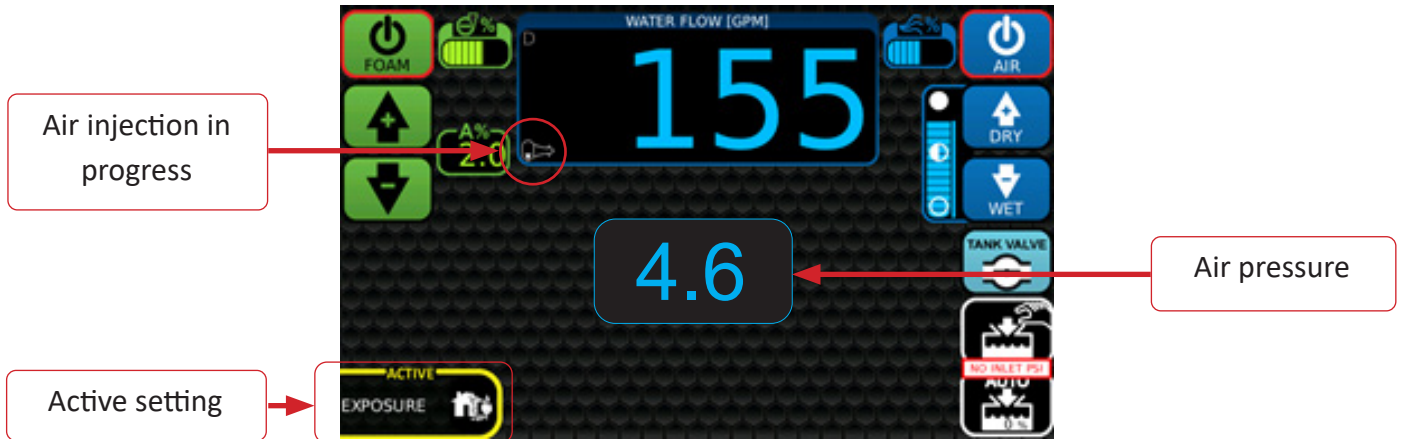 WATER FLOW [GPM]
FOAM
%
D
155
%
AIR
Air injection in
progress
A%
2.0
DRY
WET
TANK VALVE
4.6
Air pressure
NO INLET PSI
AUTO
0 %
Active setting
ACTIVE
EXPOSURE